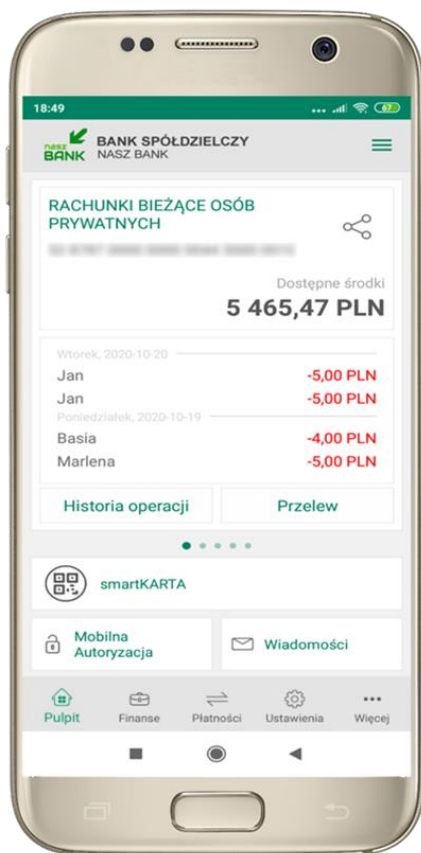 18:49
67
nasz
BANK
BANK SPÓŁDZIELCZY
NASZ BANK
RACHUNKI BIEŻĄCE OSÓB
PRYWATNYCH
Dostępne środki
5 465,47 PLN
Wtorek, 2020-10-20
Jan -5,00 PLN
Jan -5,00 PLN
Poniedziałek, 2020-10-19
Basia -4,00 PLN
Marlena -5,00 PLN
Historia operacji Przelew
smartKARTA
Mobilna
Autoryzacja
Wiadomości
Pulpit Finanse Płatności Ustawienia Więcej